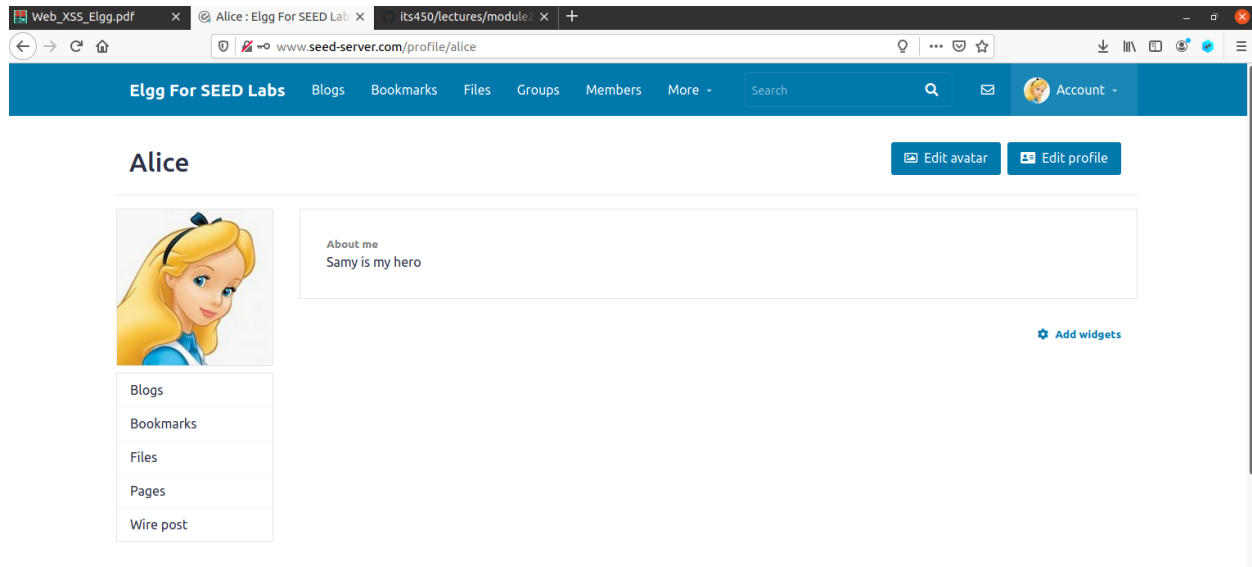 Web_XSS_Elgg.pdf
Alice : Elgg For SEED Lab
its450/lectures/module2
www.seed-server.com/profile/alice
Elgg For SEED Labs Blogs Bookmarks Files Groups Members More Search Account
Alice
Edit avatar Edit profile
About me
Samy is my hero
Add widgets
Blogs
Bookmarks
Files
Pages
Wire post